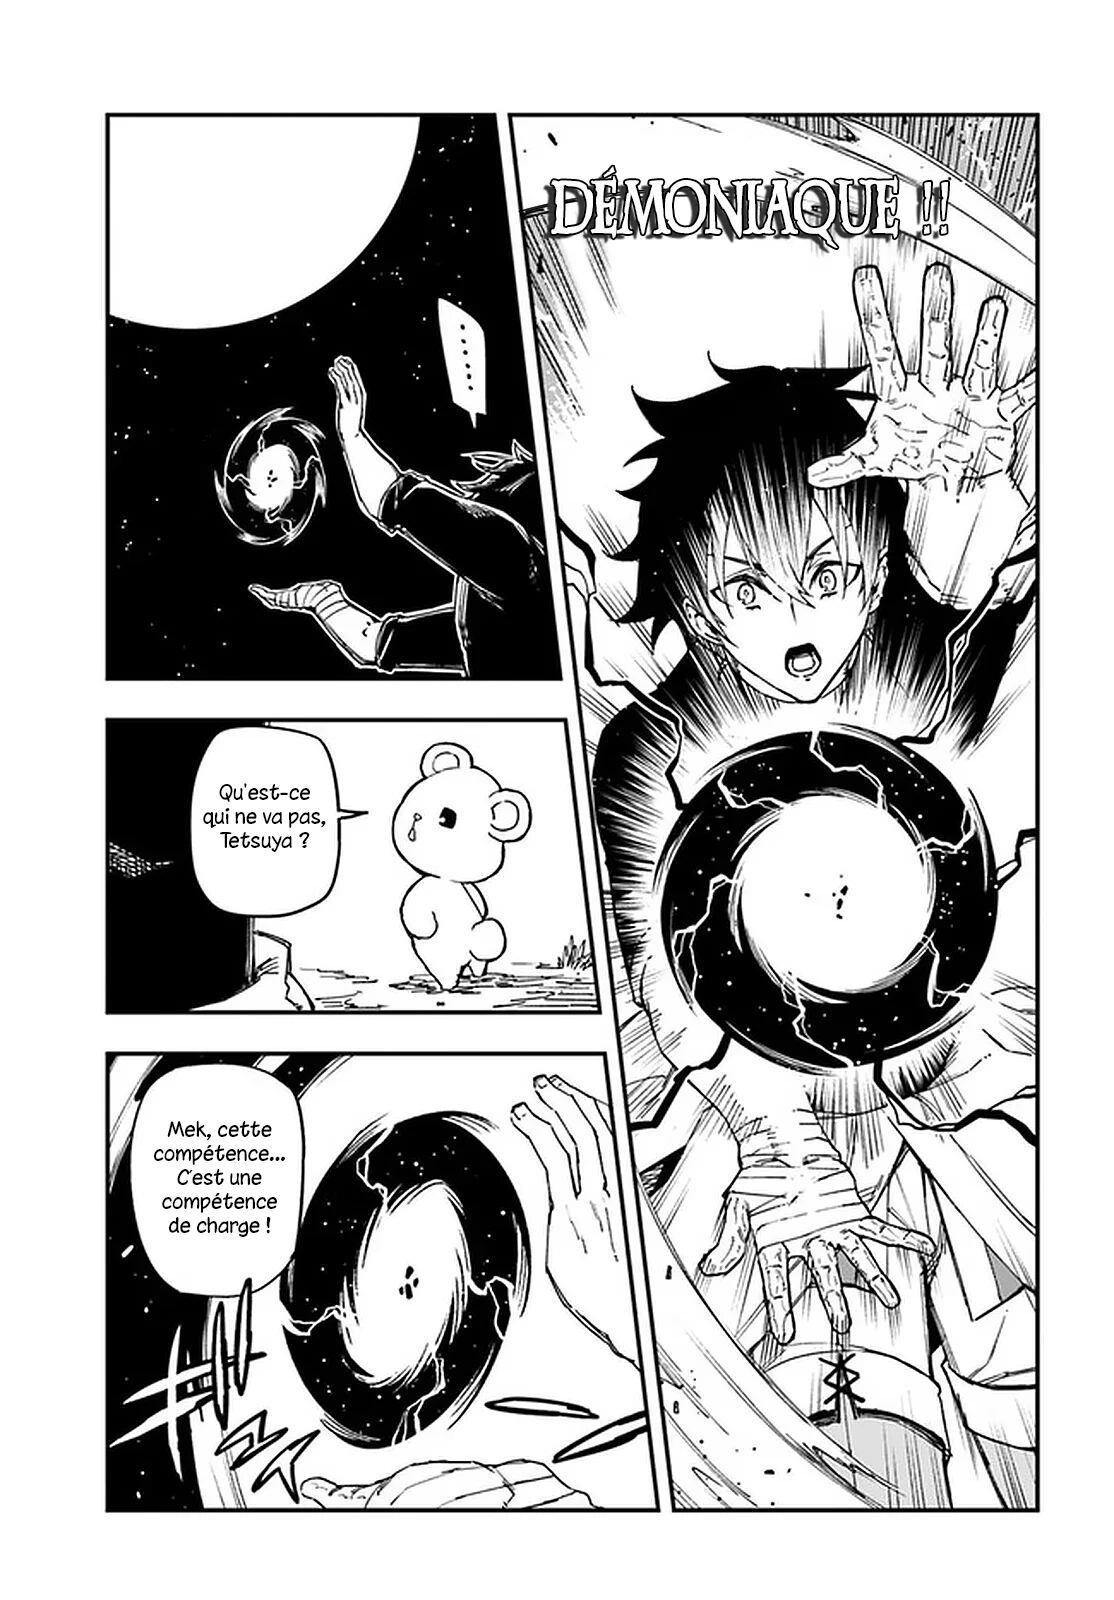 DÉMONIAQUE !!
......
Qu'est-ce
qui ne va pas,
Tetsuya ?
Mek, cette
compétence...
C'est une
compétence
de charge !